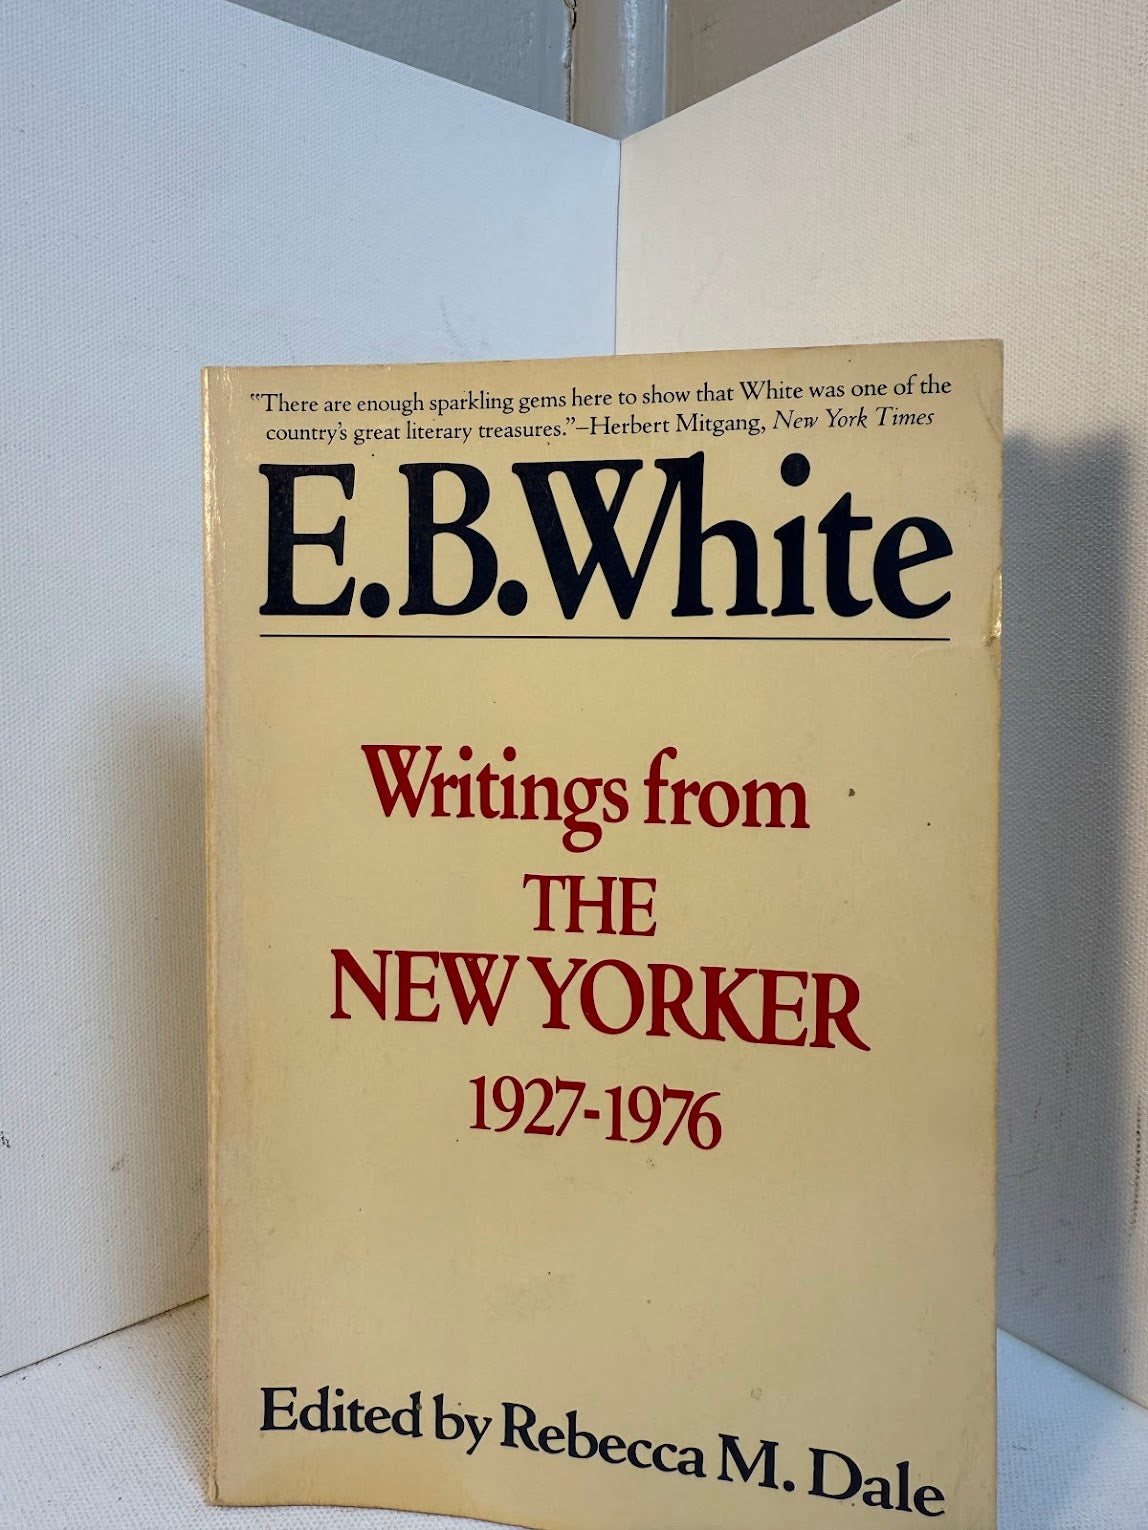 "There are enough sparkling gems here to show that White was one of the
country's great literary treasures."–Herbert Mitgang, New York Times
E.B.White
Writings from
THE
NEW YORKER
1927-1976
Edited by Rebecca M. Dale